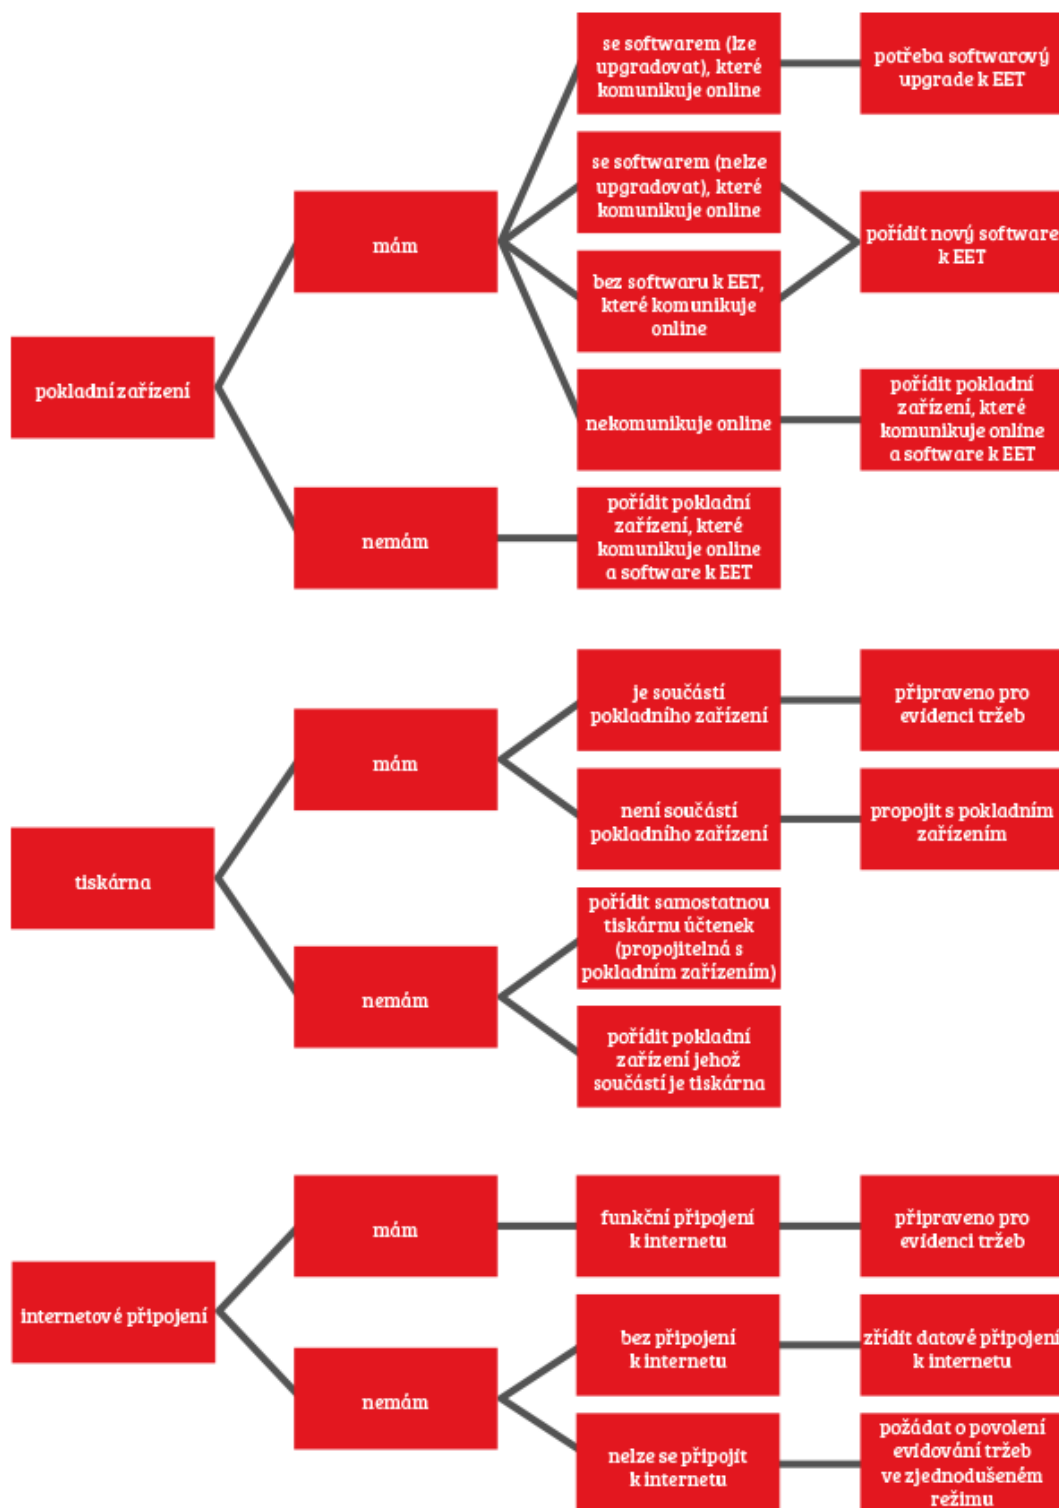 se softwarem (lze
upgradovat), které
komunikuje online
potřeba softwarový
upgrade k EET
se softwarem (nelze
upgradovat), které
komunikuje online
mám
pořídit nový software
k EET
bez softwaru k EET,
které komunikuje
online
pokladní zařízení
nekomunikuje online
pořídit pokladní
zařízení, které
komunikuje online
a software k EET
nemám
pořídit pokladní
zařízení, které
komunikuje online
a software k EET
je součástí
pokladního zařízení
připraveno pro
evidenci tržeb
mám
není součástí
pokladního zařízení
propojit s pokladním
zařízením
tiskárna
pořídit samostatnou
tiskárnu účtenek
(propojitelná s
pokladním zařízením)
nemám
pořídit pokladní
zařízení jehož
součástí je tiskárna
mám
funkční připojení
k internetu
připraveno pro
evidenci tržeb
internetové připojení
bez připojení
k internetu
zřídit datové připojení
k internetu
nemám
nelze se připojít
k internetu
požádat o povolení
evidování tržeb
ve zjednodušeném
režimu